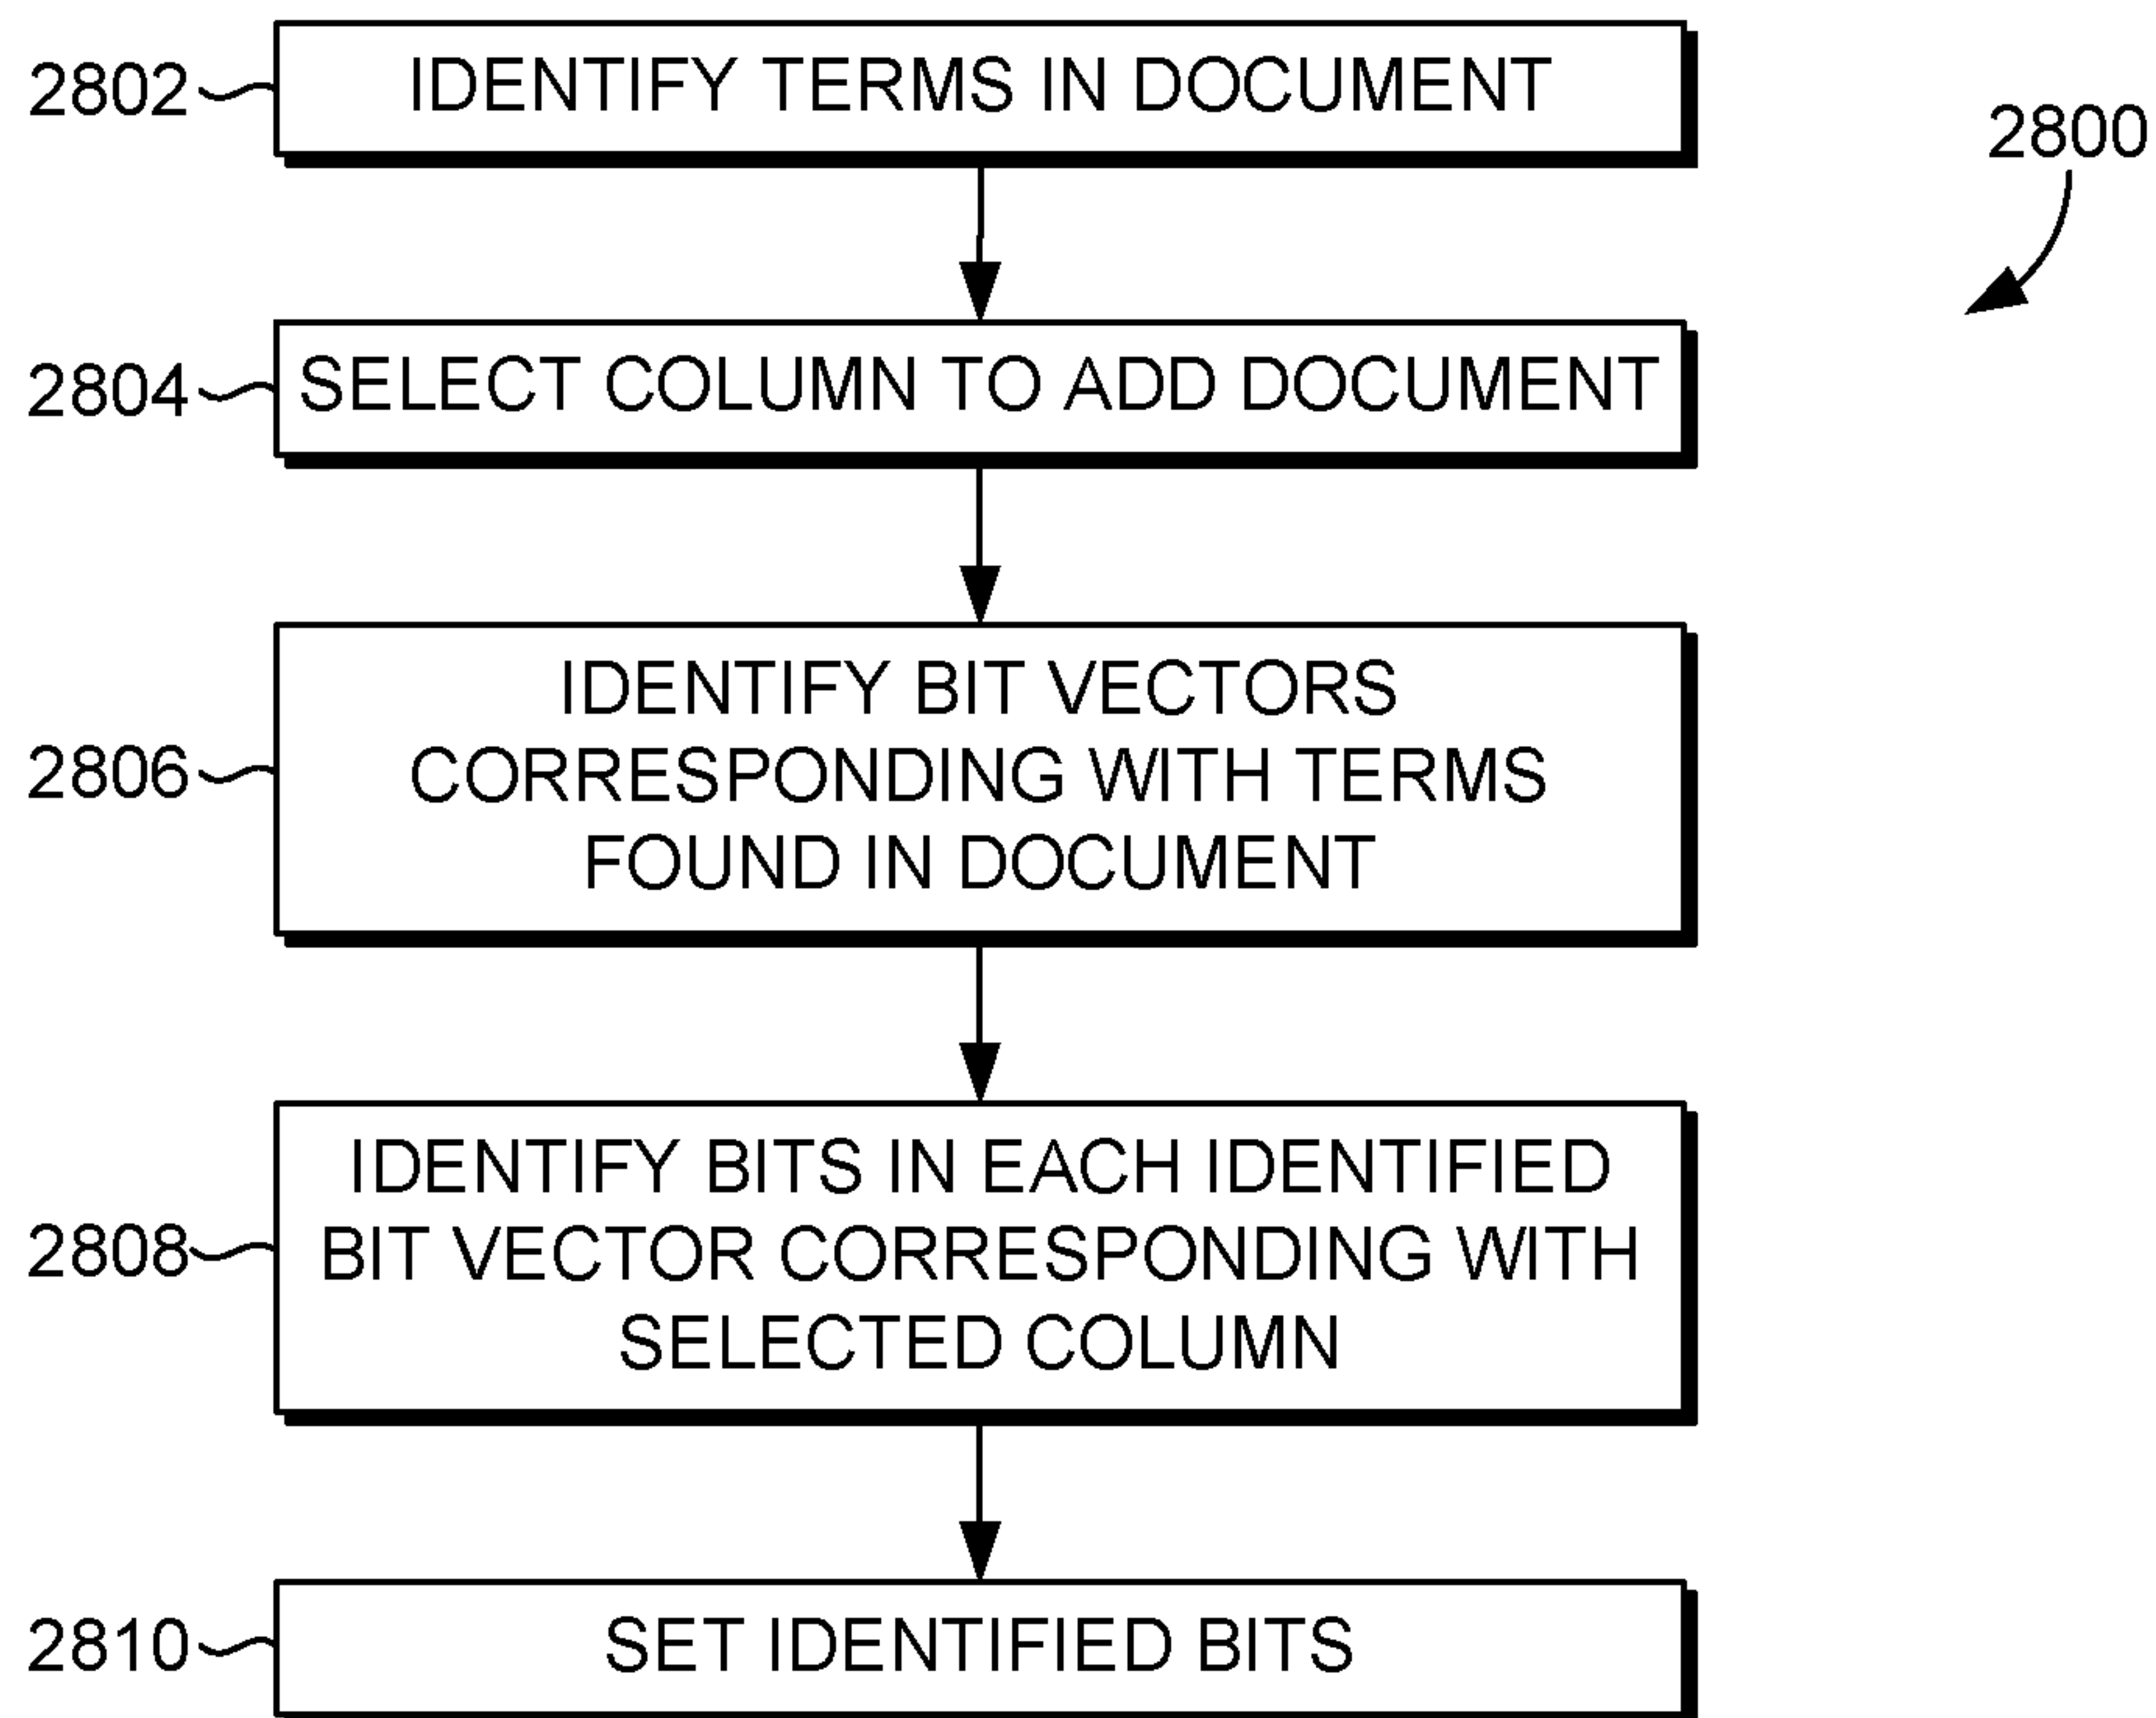 2802
IDENTIFY TERMS IN DOCUMENT
2800
2804
SELECT COLUMN TO ADD DOCUMENT
IDENTIFY BIT VECTORS
2806
CORRESPONDING WITH TERMS
FOUND IN DOCUMENT
IDENTIFY BITS IN EACH IDENTIFIED
2808
BIT VECTOR CORRESPONDING WITH
SELECTED COLUMN
2810
SET IDENTIFIED BITS